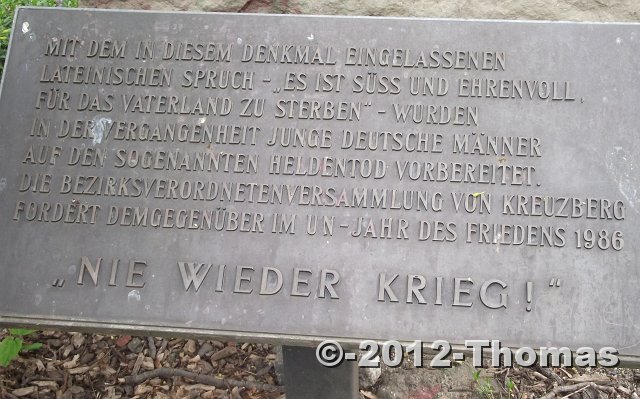 MIT DEM IN DIESEM DENKMAL EINGELASSENEN
LATEINISCHEN SPRUCH - „ES IST SÜSS UND EHRENVOLL,
FÜR DAS VATERLAND ZU STERBEN“ - WURDEN
IN DER VERGANGENHEIT JUNGE DEUTSCHE MÄNNER
AUF DEN SOGENANNTEN HELDENTOD VORBEREITET.
DIE BEZIRKSVERORDNETENVERSAMMLUNG VON KREUZBERG
FORDERT DEMGEGENÜBER IM UN-JAHR DES FRIEDENS 1986
„NIE WIEDER KRIEG!“
©-2012-Thomas